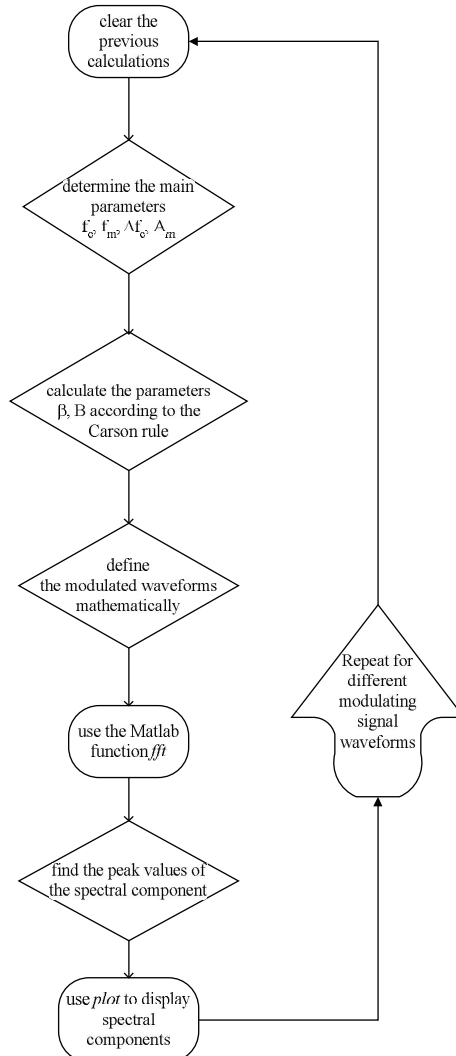 clear the
previous
calculations
determine the main
parameters
f_c, f_m, Δf_c, A_m
calculate the parameters
β, B according to the
Carson rule
define
the modulated waveforms
mathematically
use the Matlab
function fft
find the peak values of
the spectral component
use plot to display
spectral
components
Repeat for
different
modulating
signal
waveforms